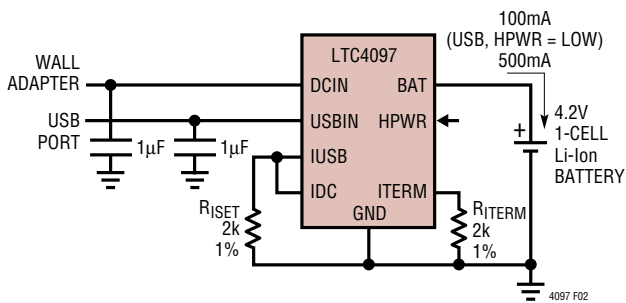 100mA
(USB, HPWR = LOW)
500mA
WALL
ADAPTER
USB
PORT
1µF
1µF
LTC4097
DCIN
BAT
USBIN
HPWR
IUSB
IDC
ITERM
GND
RISET
2k
1%
RITERM
2k
1%
+
4.2V
1-CELL
Li-Ion
BATTERY
4097 F02